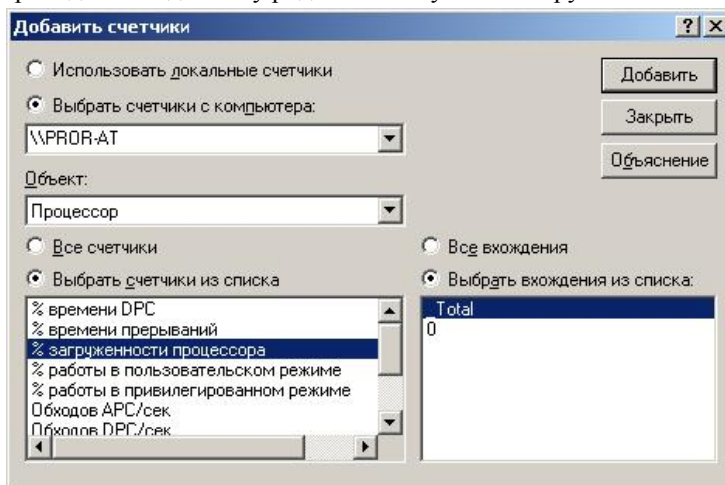 Добавить счетчики
Использовать локальные счетчики
Выбрать счетчики с компьютера:
\\PROR-AT
Объект:
Процессор
Все счетчики
Выбрать счетчики из списка
% времени DPC
% времени прерываний
% загруженности процессора
% работы в пользовательском режиме
% работы в привилегированном режиме
Обходов APC/сек
Обходов DPC/сек
Добавить
Закрыть
Объяснение
Все вхождения
Выбрать вхождения из списка:
_Total
0